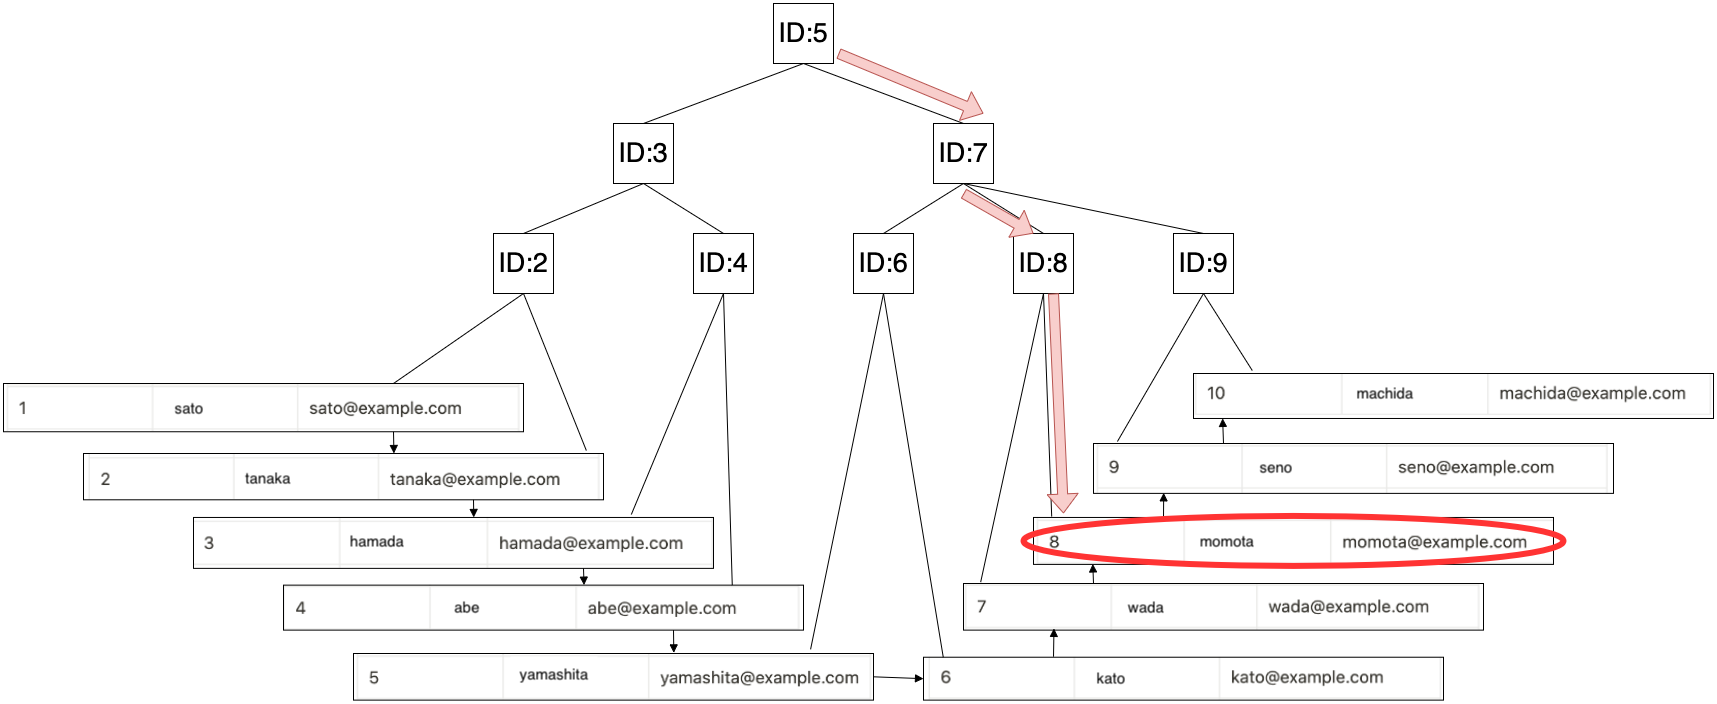 ID:5
ID:3
ID:7
ID:2
ID:4
ID:6
ID:8
ID:9
1 sato sato@example.com
2 tanaka tanaka@example.com
3 hamada hamada@example.com
4 abe abe@example.com
5 yamashita yamashita@example.com
6 kato kato@example.com
7 wada wada@example.com
8 momota momota@example.com
9 seno seno@example.com
10 machida machida@example.com